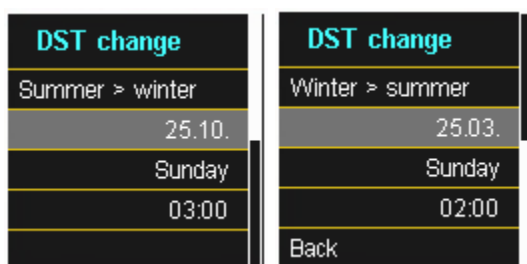 DST change
Summer > winter
25.10.
Sunday
03:00
DST change
Winter > summer
25.03.
Sunday
02:00
Back